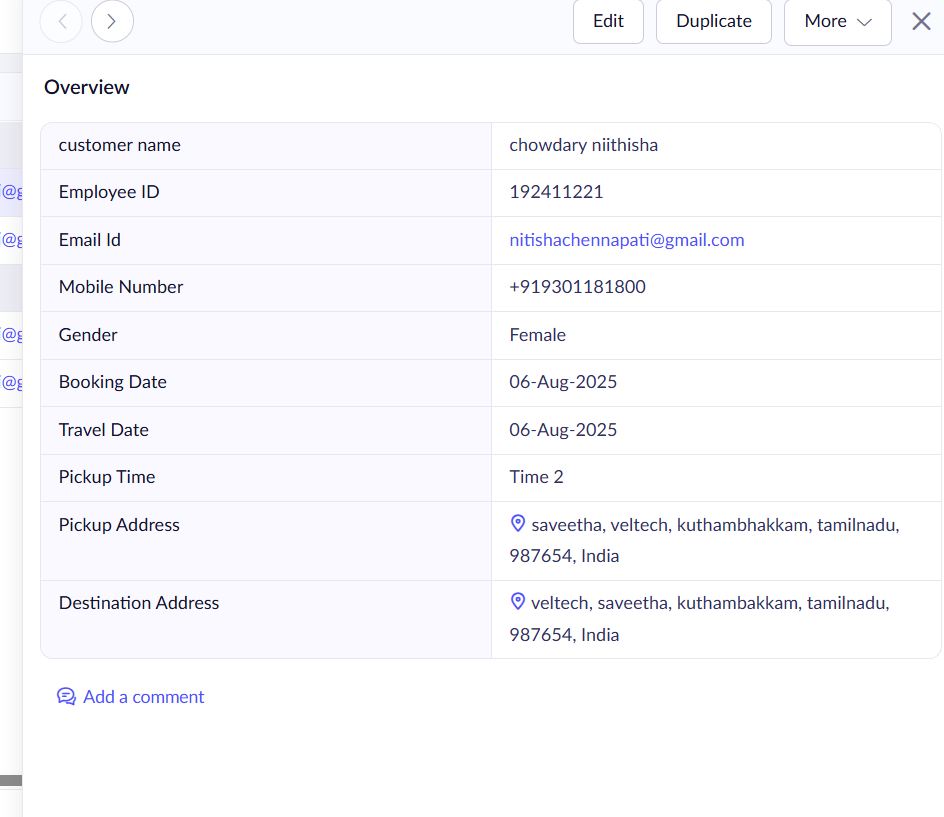 Edit
Duplicate
More
Overview
customer name
chowdary niithisha
Employee ID
192411221
Email Id
nitishachennapati@gmail.com
Mobile Number
+919301181800
Gender
Female
Booking Date
06-Aug-2025
Travel Date
06-Aug-2025
Pickup Time
Time 2
Pickup Address
saveetha, veltech, kuthambhakkam, tamilnadu,
987654, India
Destination Address
veltech, saveetha, kuthambakkam, tamilnadu,
987654, India
Add a comment